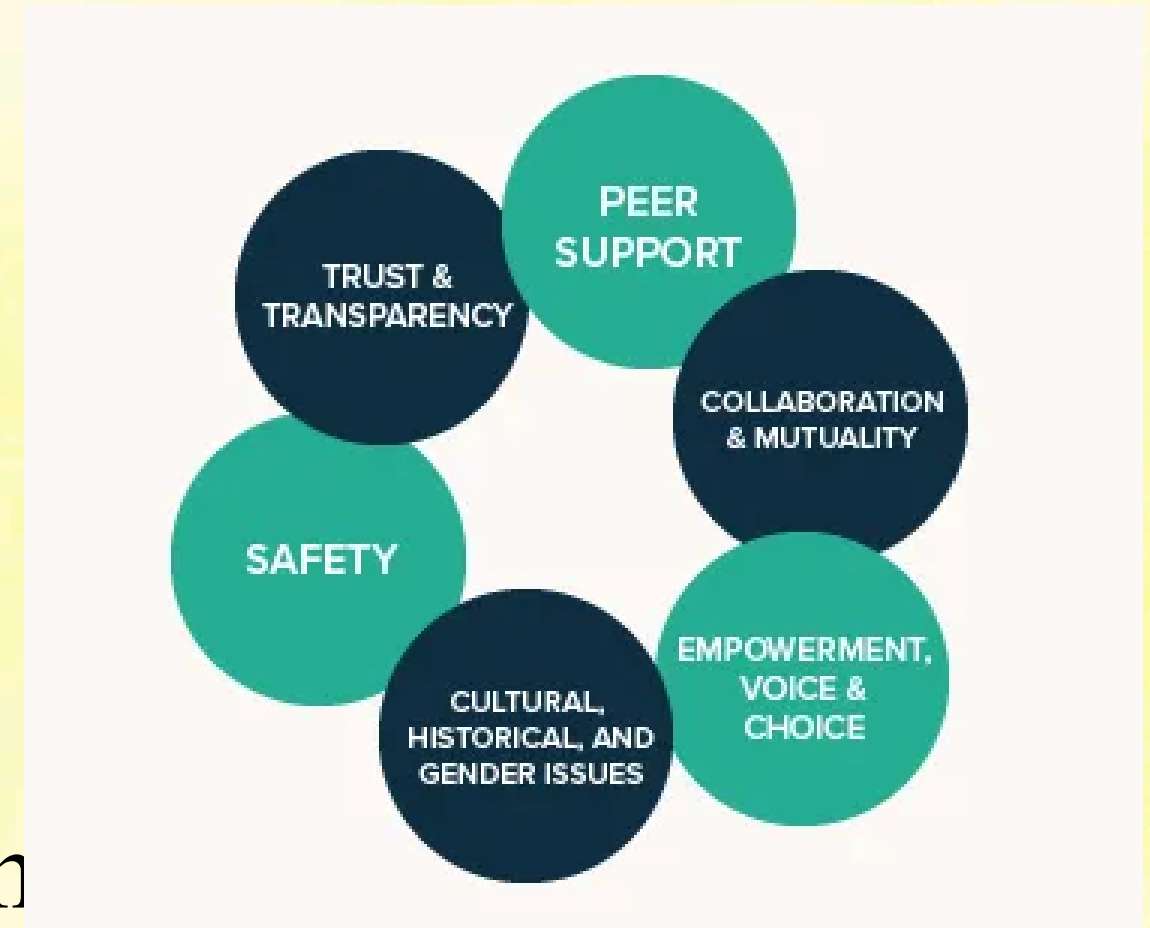 PEER
SUPPORT
TRUST &
TRANSPARENCY
COLLABORATION
& MUTUALITY
SAFETY
EMPOWERMENT,
VOICE &
CHOICE
CULTURAL,
HISTORICAL, AND
GENDER ISSUES